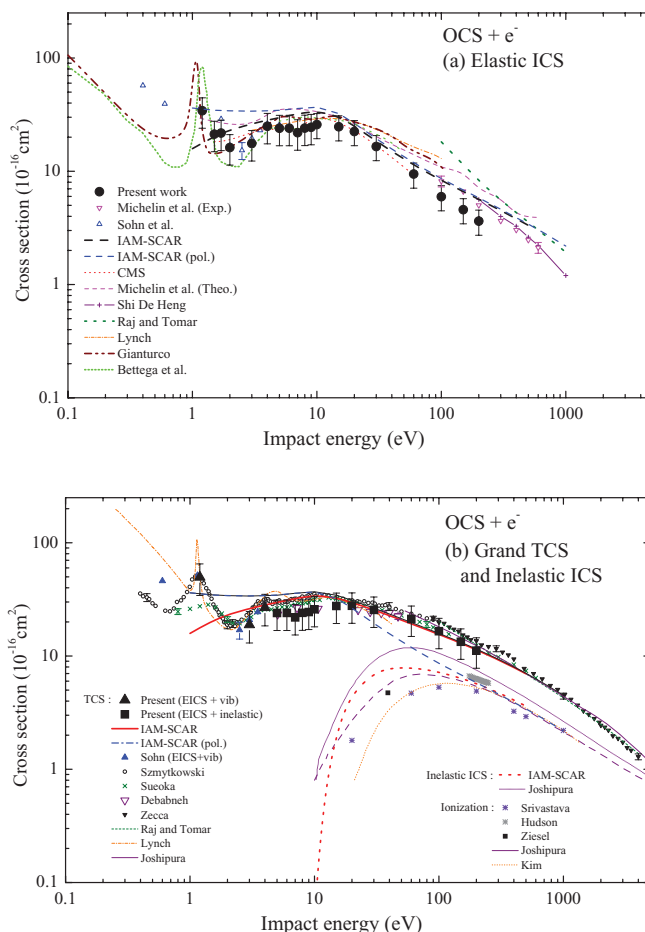 OCS + e-
(a) Elastic ICS
100
10
1
0.1
Cross section (10-16cm2)
Present work
Michelin et al. (Exp.)
Sohn et al.
IAM-SCAR
IAM-SCAR (pol.)
CMS
Michelin et al. (Theo.)
Shi De Heng
Raj and Tomar
Lynch
Gianturco
Bettega et al.
0.1 1 10 100 1000
Impact energy (eV)
OCS + e-
(b) Grand TCS
and Inelastic ICS
100
10
1
0.1
Cross section (10-16cm2)
TCS :
Present (EICS + vib)
Present (EICS + inelastic)
IAM-SCAR
IAM-SCAR (pol.)
Sohn (EICS+vib)
Szmytkowski
Sueoka
Debabneh
Zecca
Raj and Tomar
Lynch
Joshipura
Inelastic ICS :
IAM-SCAR
Joshipura
Ionization :
Srivastava
Hudson
Ziesel
Joshipura
Kim
0.1 1 10 100 1000
Impact energy (eV)